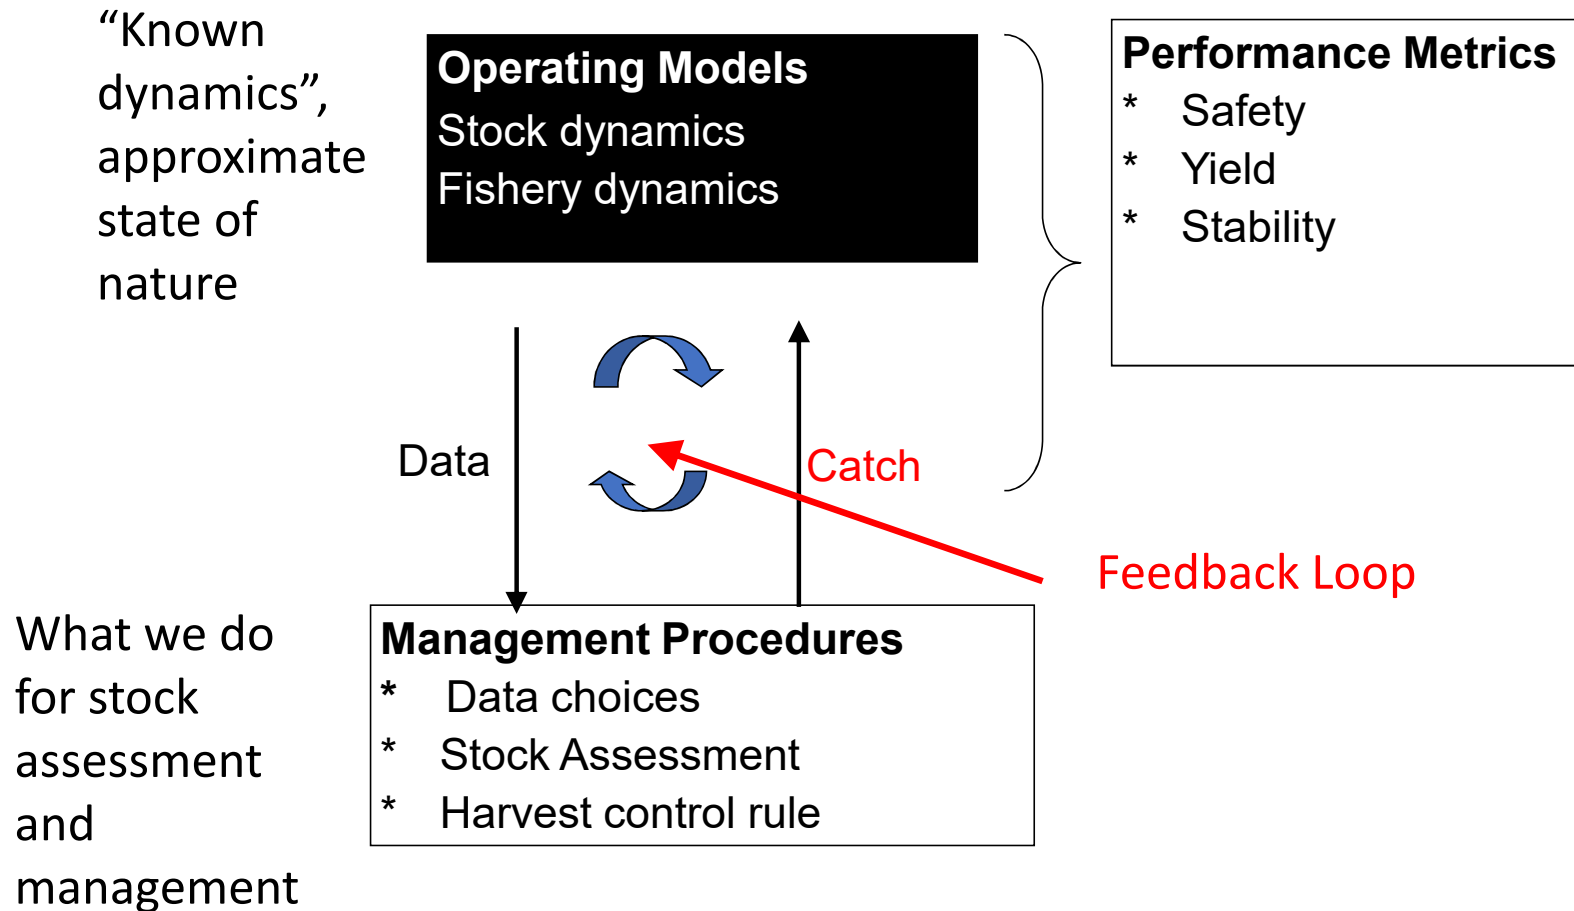 “Known
dynamics”,
approximate
state of
nature
Operating Models
Stock dynamics
Fishery dynamics
Performance Metrics
* Safety
* Yield
* Stability
Data
Catch
Feedback Loop
What we do
for stock
assessment
and
management
Management Procedures
* Data choices
* Stock Assessment
* Harvest control rule